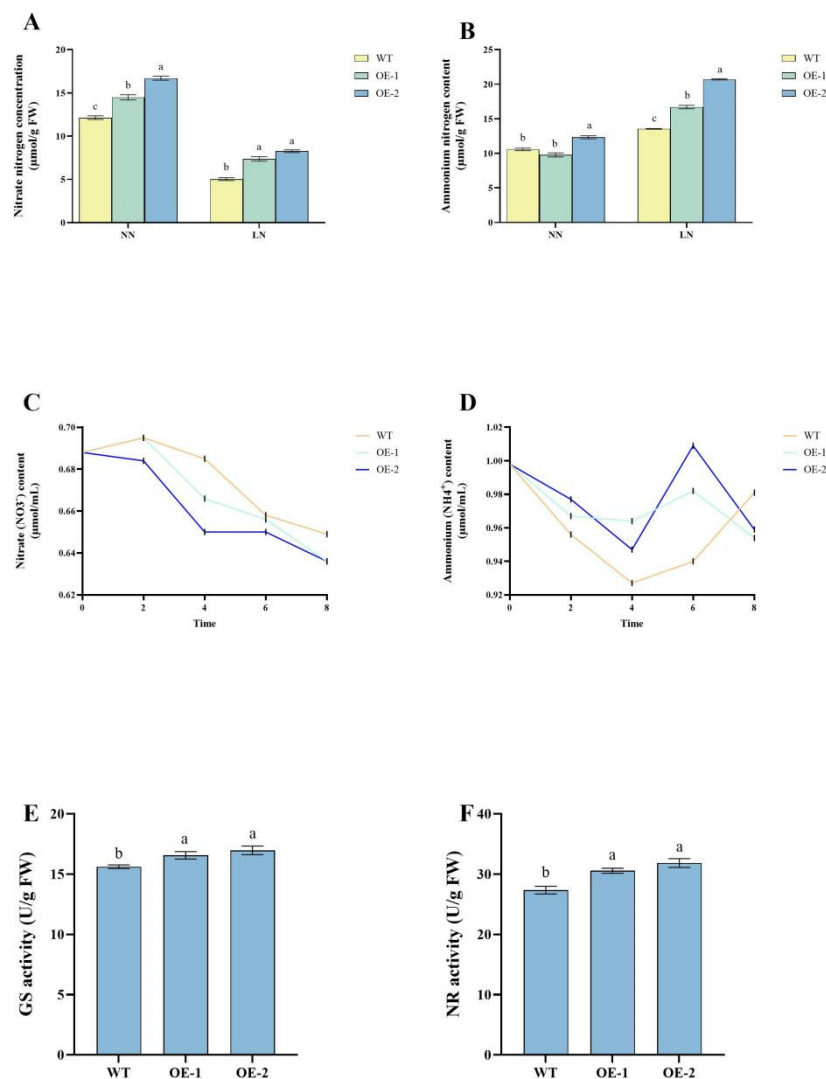 A
Nitrate nitrogen concentration
(μmol/g FW)
20
15
10
5
0
c
b
a
b
a
a
NN
LN
WT
OE-1
OE-2
B
Ammonium nitrogen content
(μmol/g FW)
25
20
15
10
5
0
b
b
a
c
b
a
NN
LN
WT
OE-1
OE-2
C
Nitrate (NO3⁻) content
(μmol/mL)
0.70
0.68
0.66
0.64
0.62
0
2
4
6
8
Time
WT
OE-1
OE-2
D
Ammonium (NH4⁺) content
(μmol/mL)
1.02
1.00
0.98
0.96
0.94
0.92
0
2
4
6
8
Time
WT
OE-1
OE-2
E
GS activity (U/g FW)
20
15
10
5
0
b
a
a
WT
OE-1
OE-2
F
NR activity (U/g FW)
40
30
20
10
0
b
a
a
WT
OE-1
OE-2